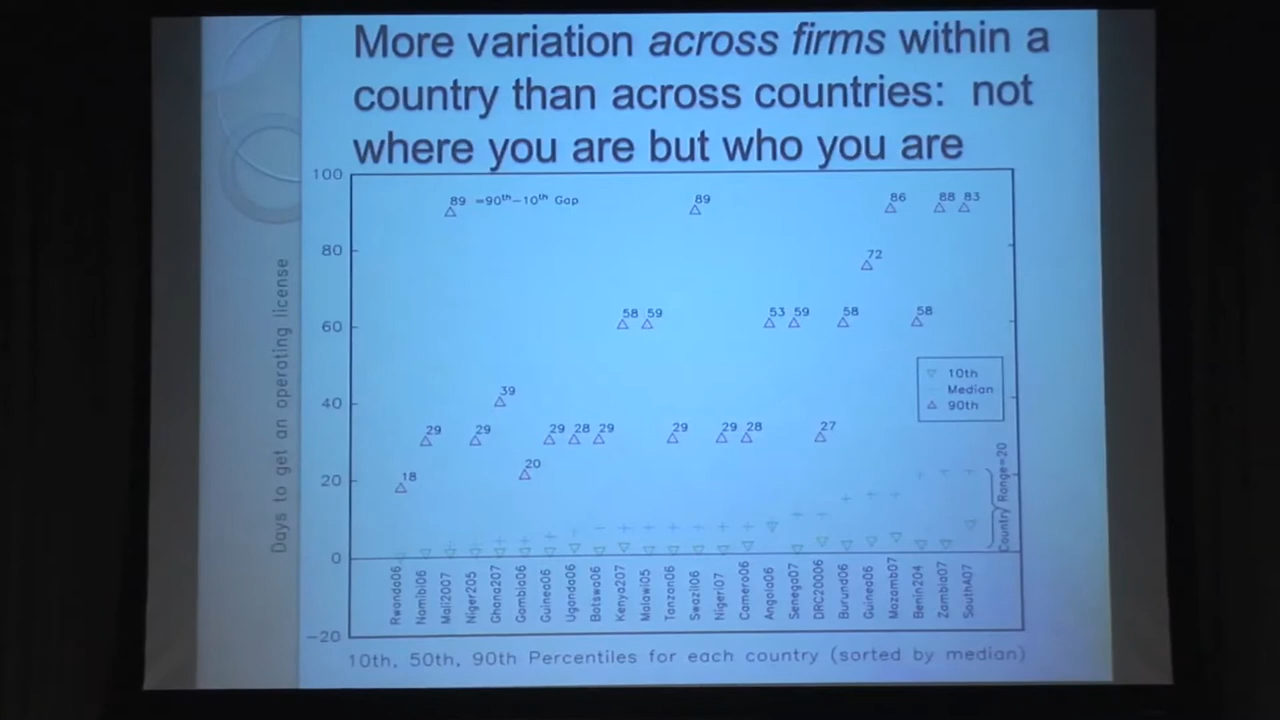 More variation across firms within a
country than across countries: not
where you are but who you are
Days to get an operating license
100
80
60
40
20
0
−20
89 =90th−10th Gap
89
86
88
83
72
58
59
53
59
58
58
39
29
29
29
28
29
29
29
28
27
20
18
10th
Median
90th
Country Range=20
Rwanda06
Namibi06
Mali2007
Niger205
Ghana207
Gambia06
Guinea06
Uganda06
Botswa06
Kenya207
Malawi05
Tanzan06
Swazil06
Nigeri07
Camero06
Angola06
Senega07
DRC20006
Burund06
Guinea06
Mozamb07
Benin204
Zambia07
SouthA07
10th, 50th, 90th Percentiles for each country (sorted by median)